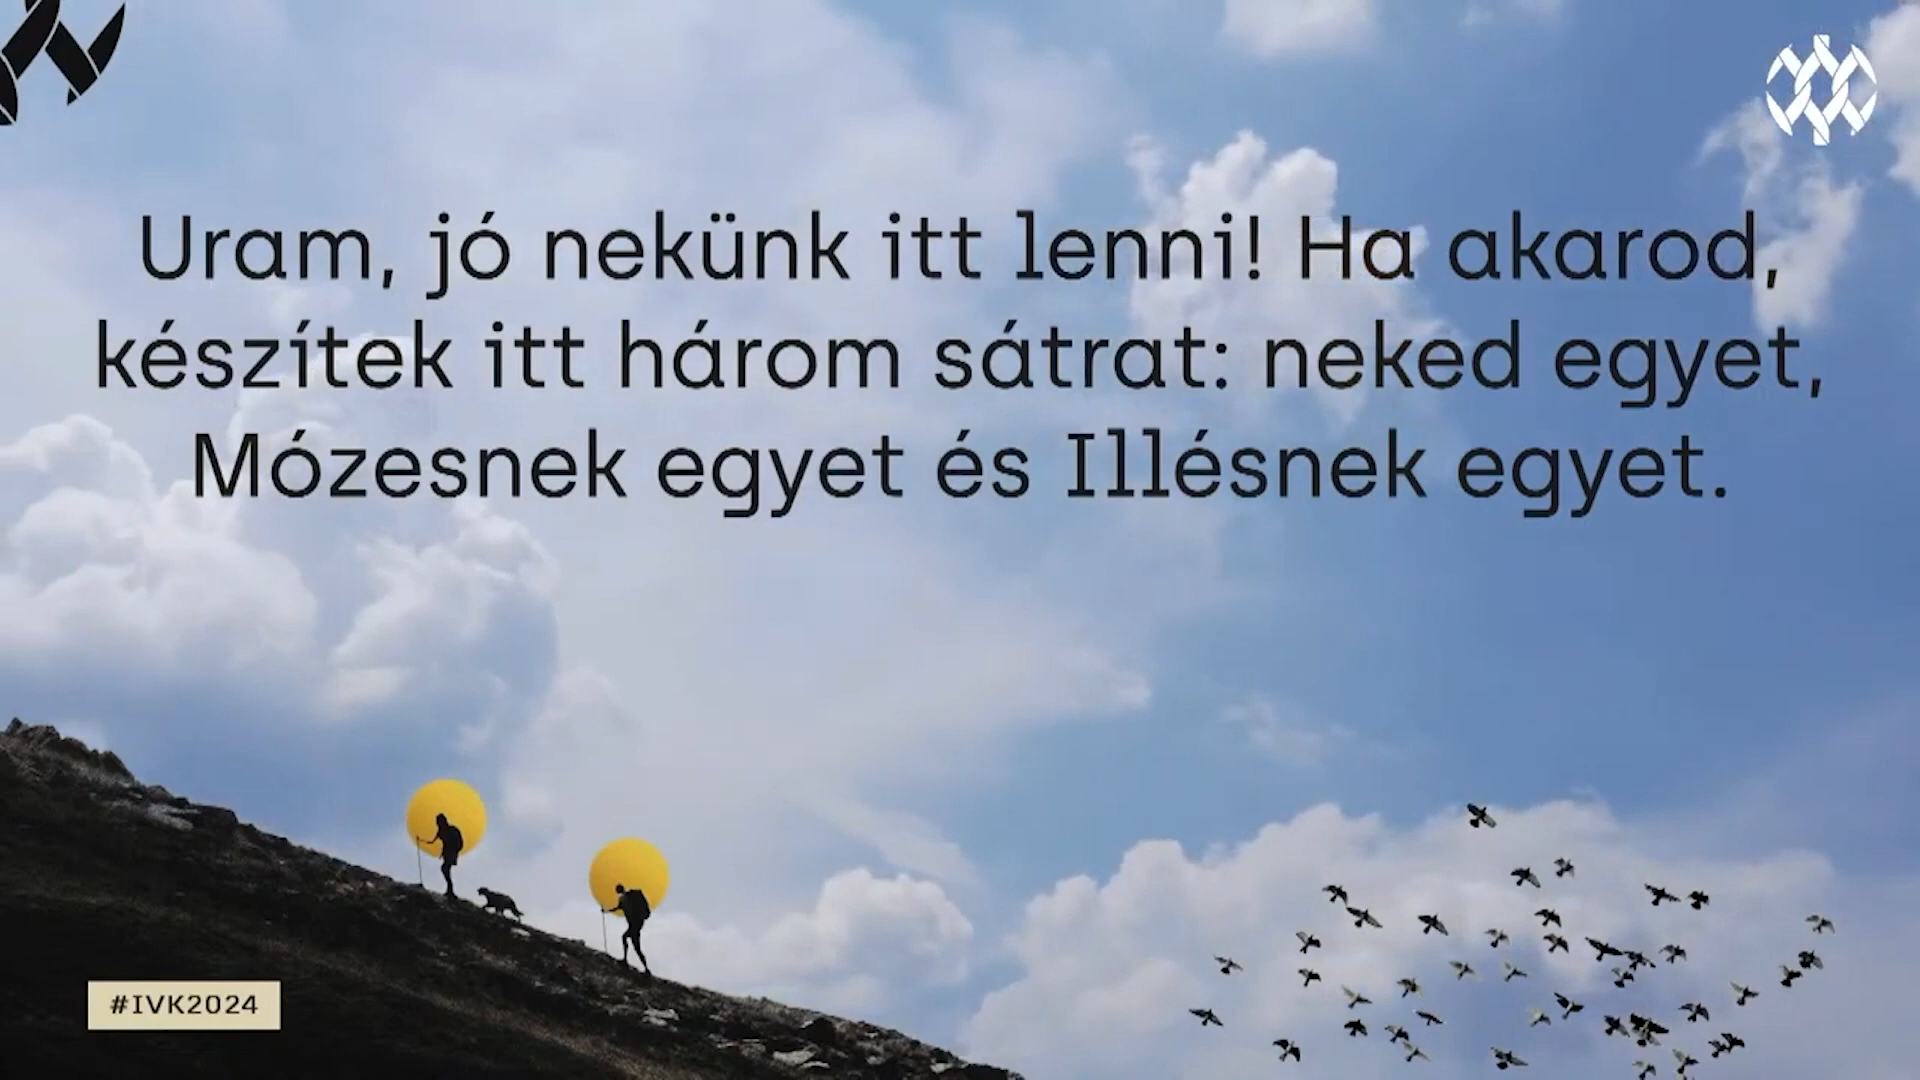 Uram, jó nekünk itt lenni! Ha akarod,
készítek itt három sátrat: neked egyet,
Mózesnek egyet és Illésnek egyet.
#IVK2024